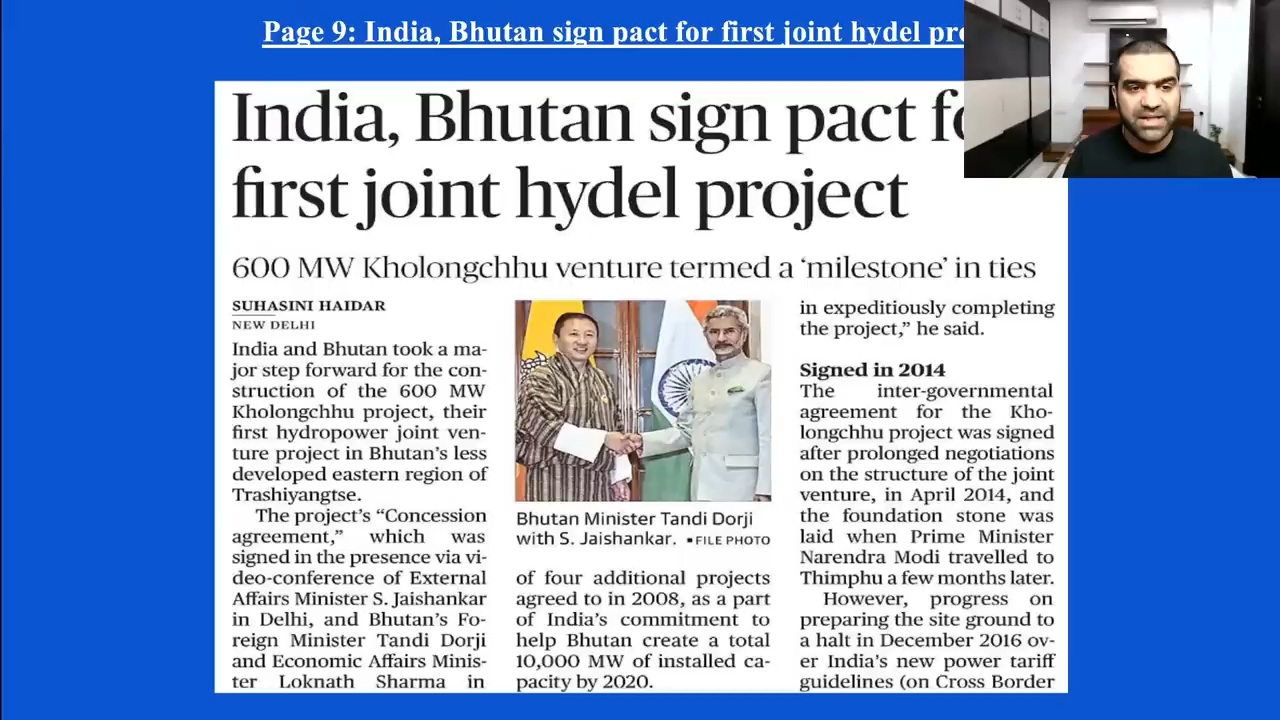 Page 9: India, Bhutan sign pact for first joint hydel
India, Bhutan sign pact
first joint hydel project
600 MW Kholongchhu venture termed a ‘milestone’ in ties
SUHASINI HAIDAR
NEW DELHI
India and Bhutan took a ma-
jor step forward for the con-
struction of the 600 MW
Kholongchhu project, their
first hydropower joint ven-
ture project in Bhutan’s less
developed eastern region of
Trashiyangtse.
The project’s “Concession
agreement,” which was
signed in the presence via vi-
deo-conference of External
Affairs Minister S. Jaishankar
in Delhi, and Bhutan’s Fo-
reign Minister Tandi Dorji
and Economic Affairs Minis-
ter Loknath Sharma in
Bhutan Minister Tandi Dorji
with S. Jaishankar. ▪FILE PHOTO
of four additional projects
agreed to in 2008, as a part
of India’s commitment to
help Bhutan create a total
10,000 MW of installed ca-
pacity by 2020.
in expeditiously completing
the project,” he said.
Signed in 2014
The inter-governmental
agreement for the Kho-
longchhu project was signed
after prolonged negotiations
on the structure of the joint
venture, in April 2014, and
the foundation stone was
laid when Prime Minister
Narendra Modi travelled to
Thimphu a few months later.
However, progress on
preparing the site ground to
a halt in December 2016 ov-
er India’s new power tariff
guidelines (on Cross Border